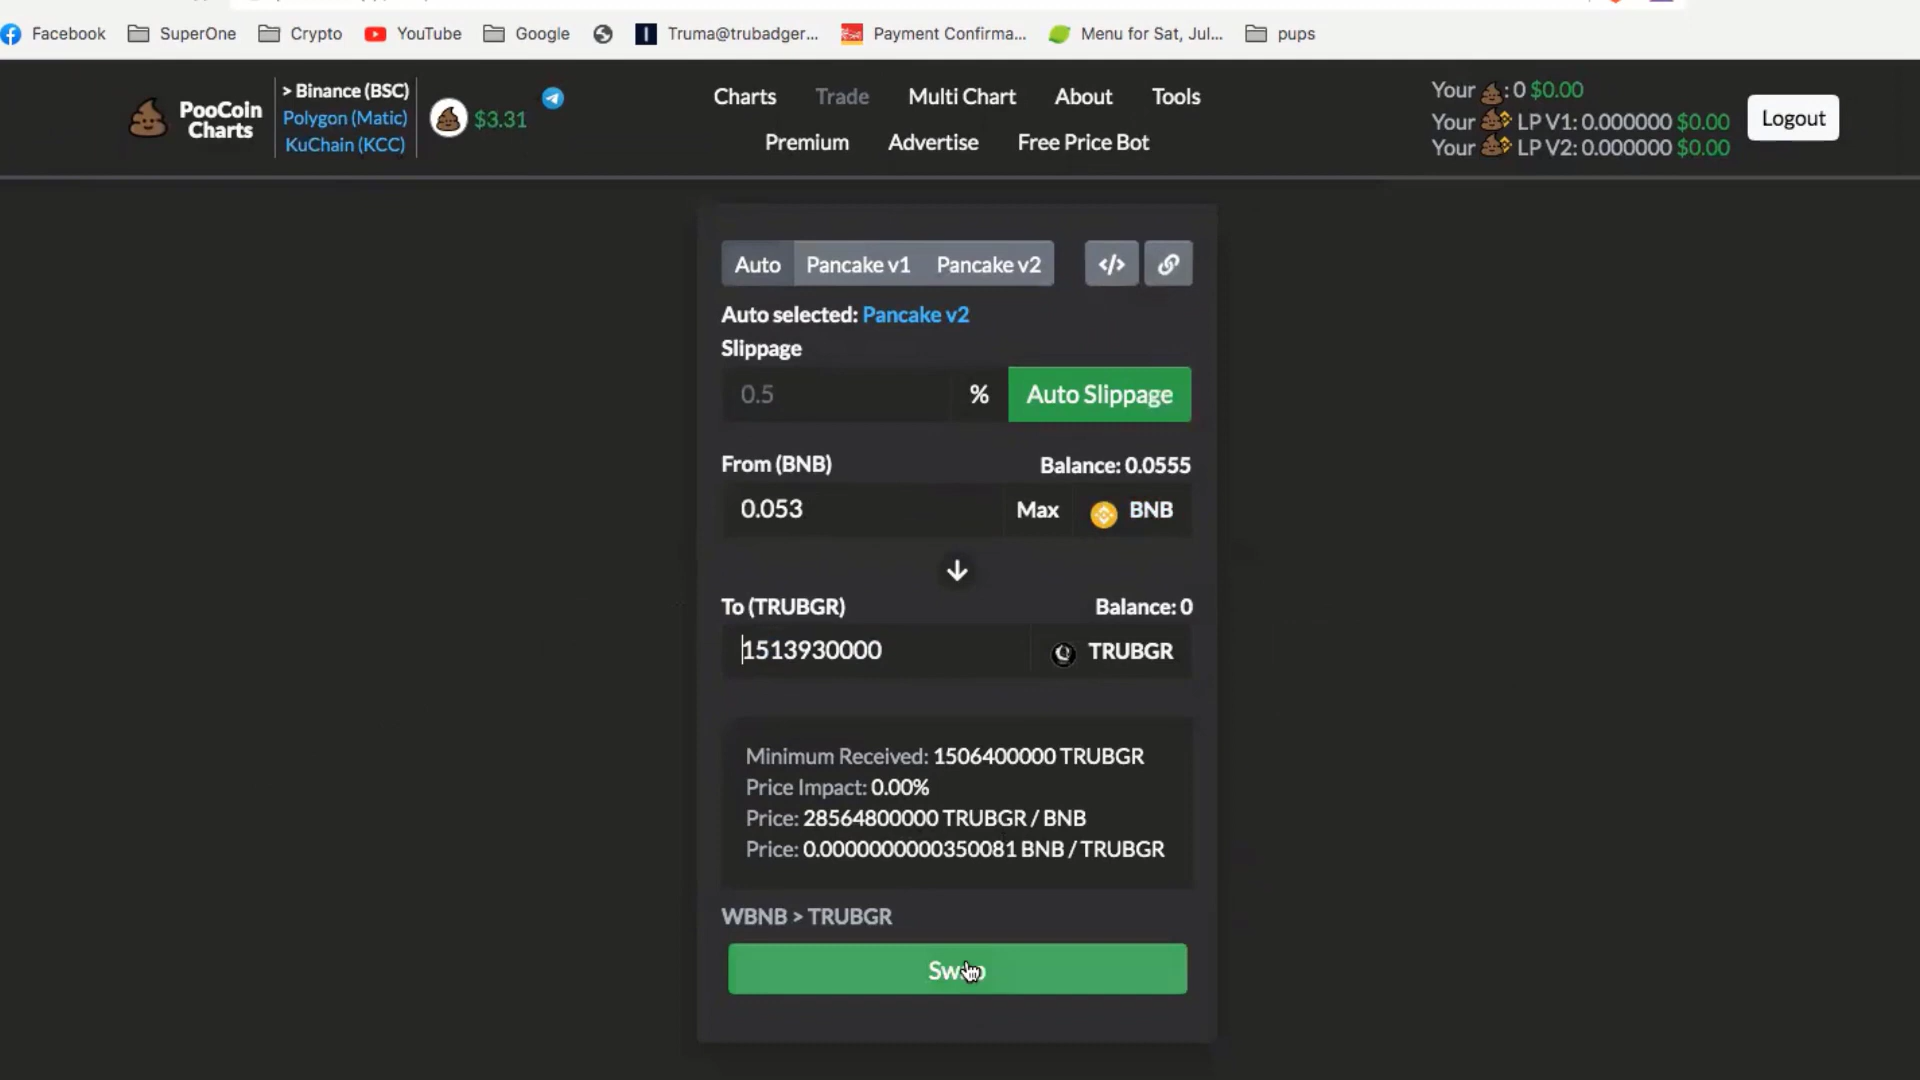 Facebook SuperOne Crypto YouTube Google Truma@trubadger... Payment Confirma... Menu for Sat, Jul... pups
PooCoin
Charts
> Binance (BSC)
Polygon (Matic)
KuChain (KCC)
$3.31
Charts Trade Multi Chart About Tools
Premium Advertise Free Price Bot
Your : 0 $0.00
Your LP V1: 0.000000 $0.00
Your LP V2: 0.000000 $0.00
Logout
Auto Pancake v1 Pancake v2 </>
Auto selected: Pancake v2
Slippage
0.5 % Auto Slippage
From (BNB) Balance: 0.0555
0.053 Max BNB
To (TRUBGR) Balance: 0
1513930000 TRUBGR
Minimum Received: 1506400000 TRUBGR
Price Impact: 0.00%
Price: 28564800000 TRUBGR / BNB
Price: 0.0000000000350081 BNB / TRUBGR
WBNB > TRUBGR
Swap